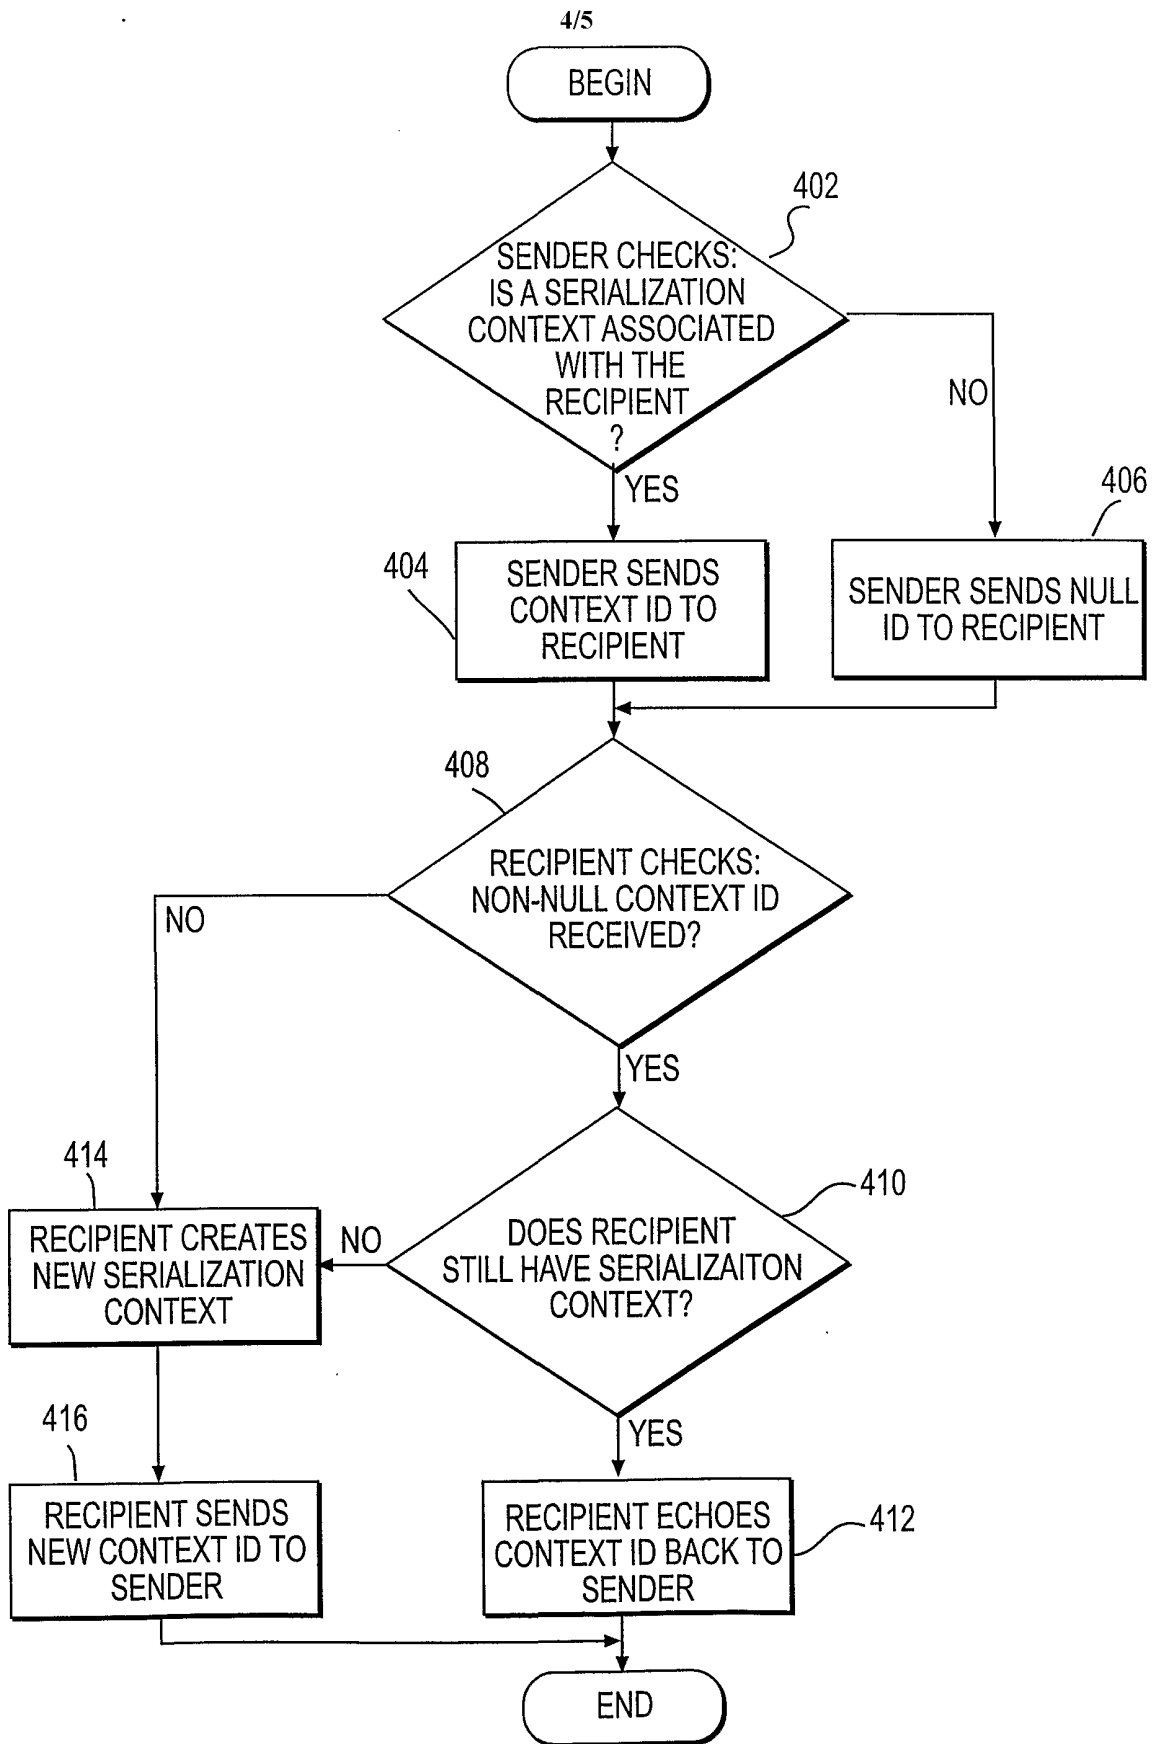 4/5
BEGIN
402
SENDER CHECKS:
IS A SERIALIZATION
CONTEXT ASSOCIATED
WITH THE
RECIPIENT
?
NO
YES
406
404
SENDER SENDS
CONTEXT ID TO
RECIPIENT
SENDER SENDS NULL
ID TO RECIPIENT
408
RECIPIENT CHECKS:
NON-NULL CONTEXT ID
RECEIVED?
NO
YES
414
410
RECIPIENT CREATES
NEW SERIALIZATION
CONTEXT
NO
DOES RECIPIENT
STILL HAVE SERIALIZAITON
CONTEXT?
YES
416
RECIPIENT SENDS
NEW CONTEXT ID TO
SENDER
RECIPIENT ECHOES
CONTEXT ID BACK TO
SENDER
412
END